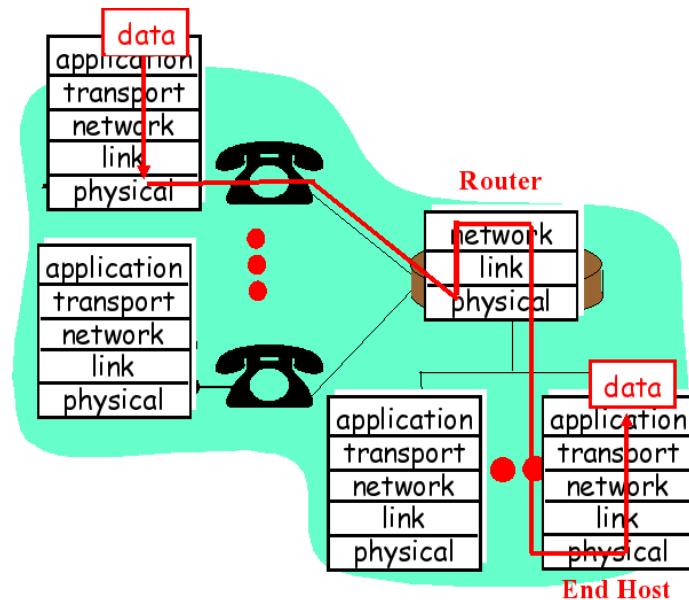 data
application
transport
network
link
physical
Router
network
link
physical
application
transport
network
link
physical
data
application
transport
network
link
physical
application
transport
network
link
physical
End Host